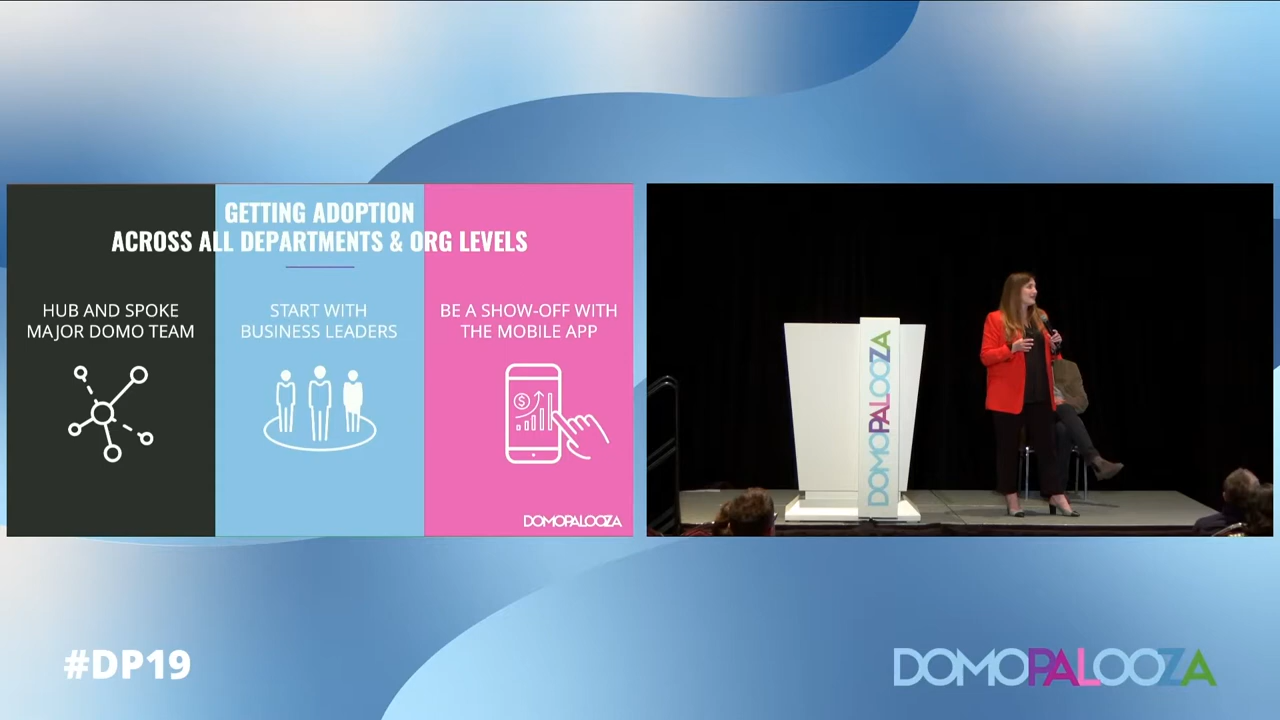 GETTING ADOPTION
ACROSS ALL DEPARTMENTS & ORG LEVELS
HUB AND SPOKE
MAJOR DOMO TEAM
START WITH
BUSINESS LEADERS
BE A SHOW-OFF WITH
THE MOBILE APP
$
DOMOPALOOZA
DOMOPALOOZA
#DP19
DOMOPALOOZA